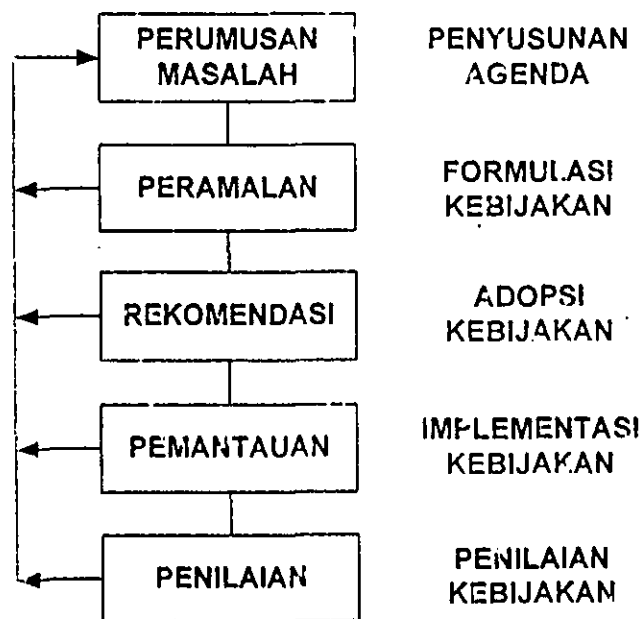 PERUMUSAN
MASALAH
PENYUSUNAN
AGENDA
PERAMALAN
FORMULASI
KEBIJAKAN
REKOMENDASI
ADOPSI
KEBIJAKAN
PEMANTAUAN
IMPLEMENTASI
KEBIJAKAN
PENILAIAN
PENILAIAN
KEBIJAKAN